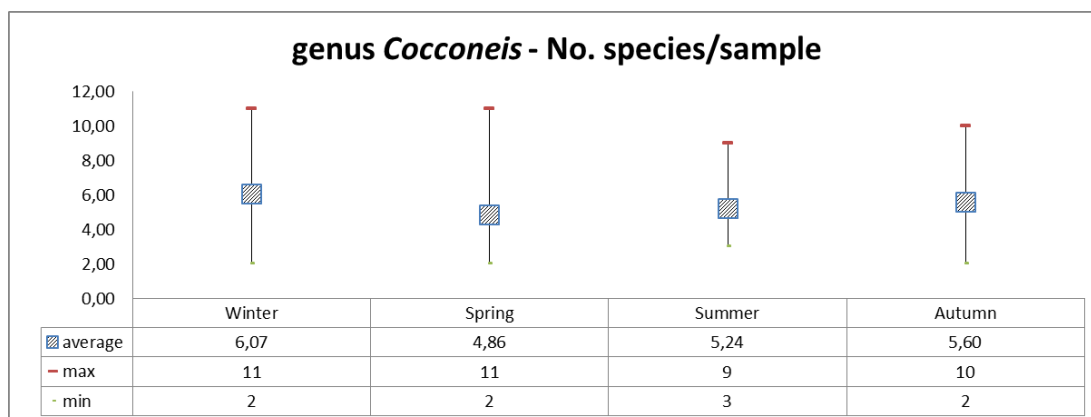 genus Cocconeis - No. species/sample
12,00
10,00
8,00
6,00
4,00
2,00
0,00
Winter Spring Summer Autumn
average 6,07 4,86 5,24 5,60
max 11 11 9 10
min 2 2 3 2